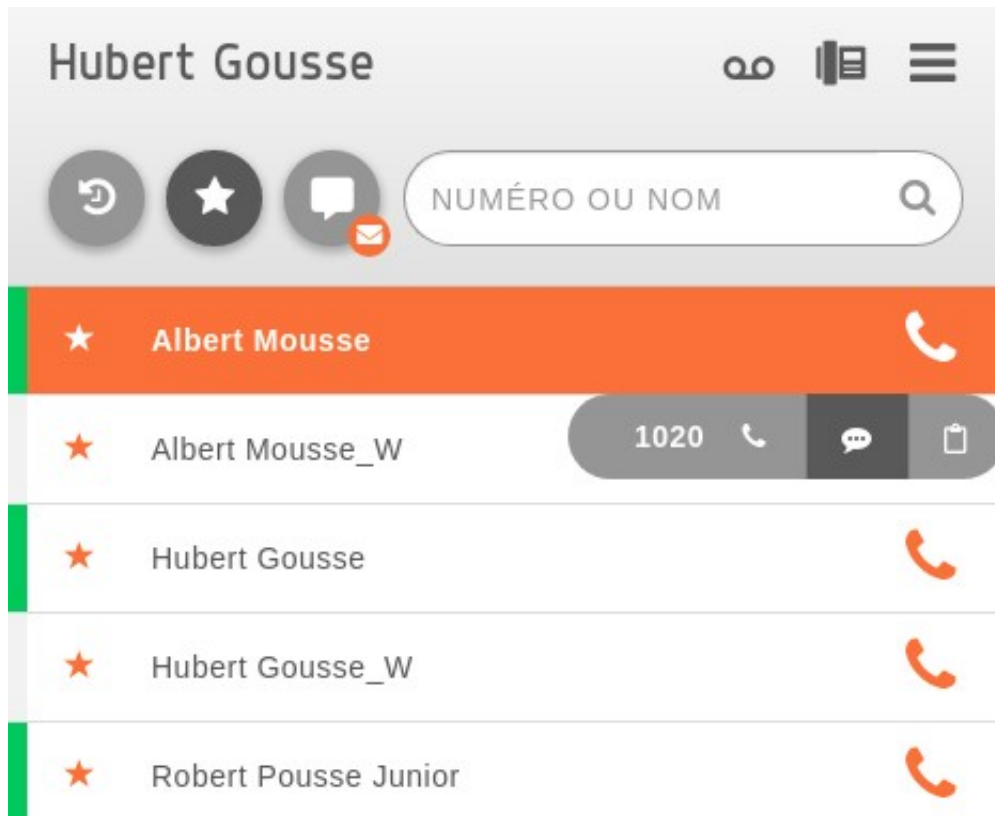 Hubert Gousse
NUMÉRO OU NOM
Albert Mousse
Albert Mousse_W
1020
Hubert Gousse
Hubert Gousse_W
Robert Pousse Junior